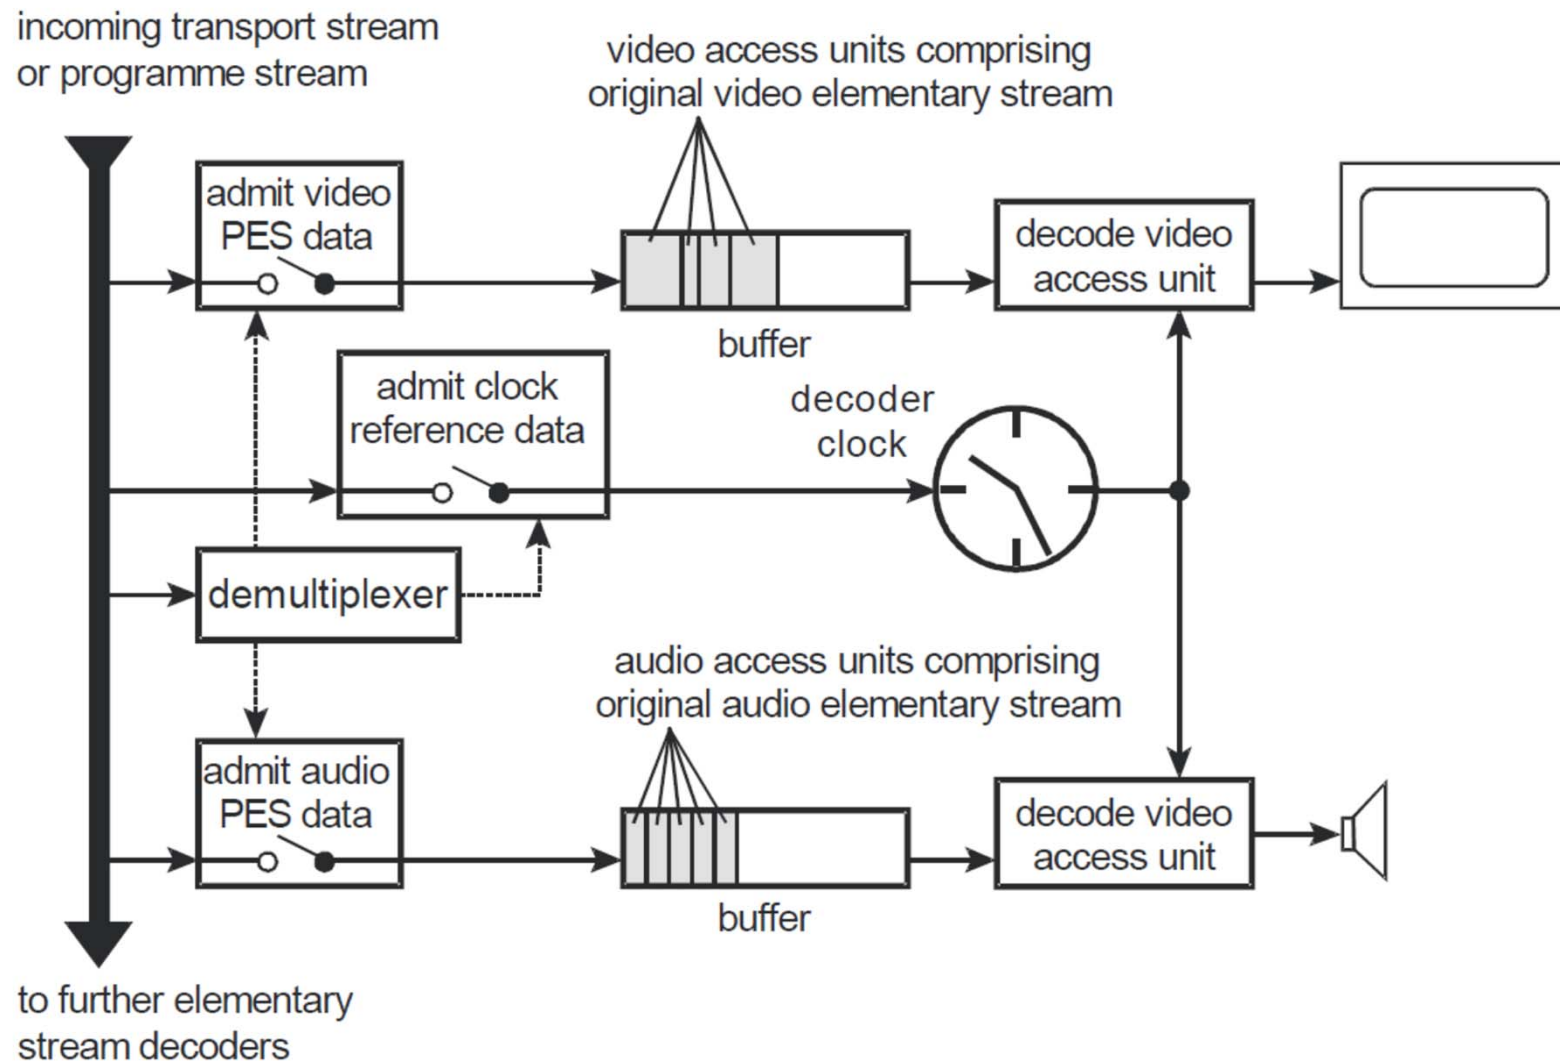 incoming transport stream
or programme stream
video access units comprising
original video elementary stream
admit video
PES data
buffer
decode video
access unit
admit clock
reference data
decoder
clock
demultiplexer
audio access units comprising
original audio elementary stream
admit audio
PES data
buffer
decode video
access unit
to further elementary
stream decoders